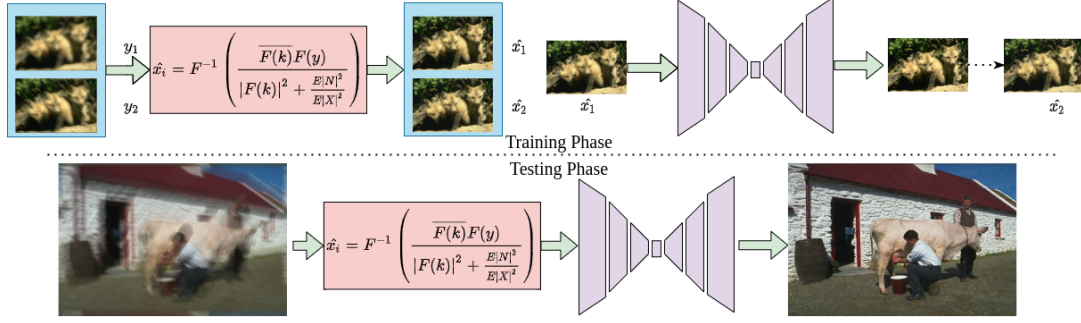 y₁
y₂
x̂ᵢ = F⁻¹ ( \overline{F(k)}F(y) / ( |F(k)|² + E|N|²/E|X|² ) )
x̂₁
x̂₂
x̂₁
x̂₂
Training Phase
Testing Phase
x̂ᵢ = F⁻¹ ( \overline{F(k)}F(y) / ( |F(k)|² + E|N|²/E|X|² ) )